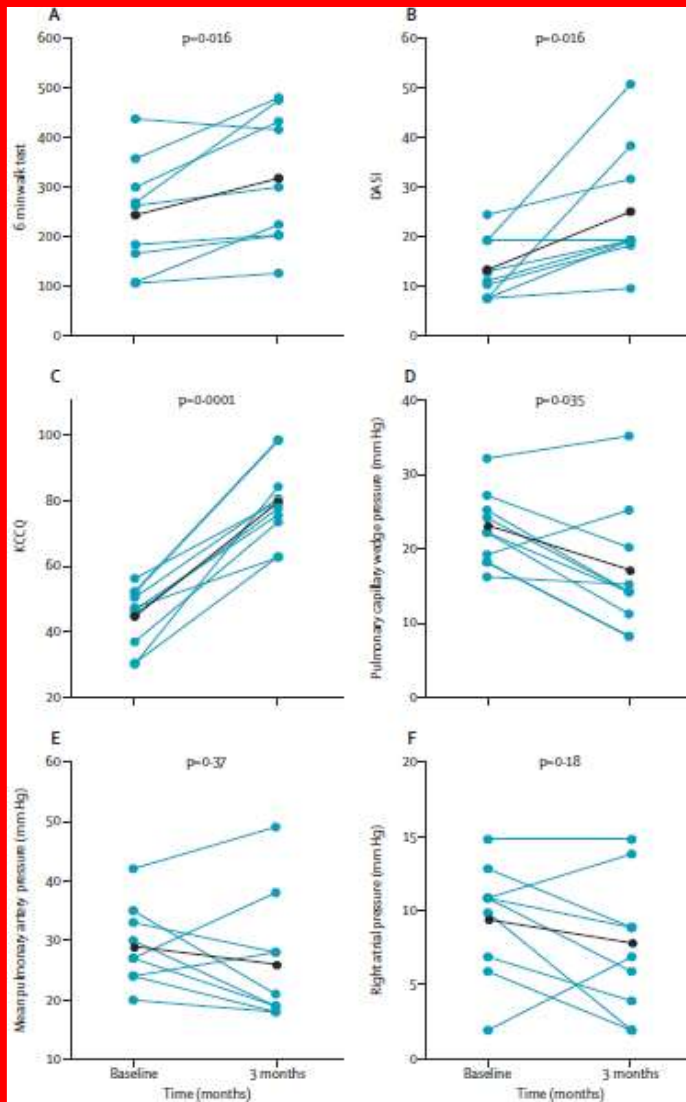 A
p=0·016
600
500
400
300
200
100
0
6 min walk test
B
p=0·016
60
50
40
30
20
10
0
DASI
C
p=0·0001
100
80
60
40
20
KCCQ
D
p=0·035
40
30
20
10
0
Pulmonary capillary wedge pressure (mm Hg)
E
p=0·37
60
50
40
30
20
10
Mean pulmonary artery pressure (mm Hg)
Baseline
3 months
Time (months)
F
p=0·18
20
15
10
5
0
Right atrial pressure (mm Hg)
Baseline
3 months
Time (months)